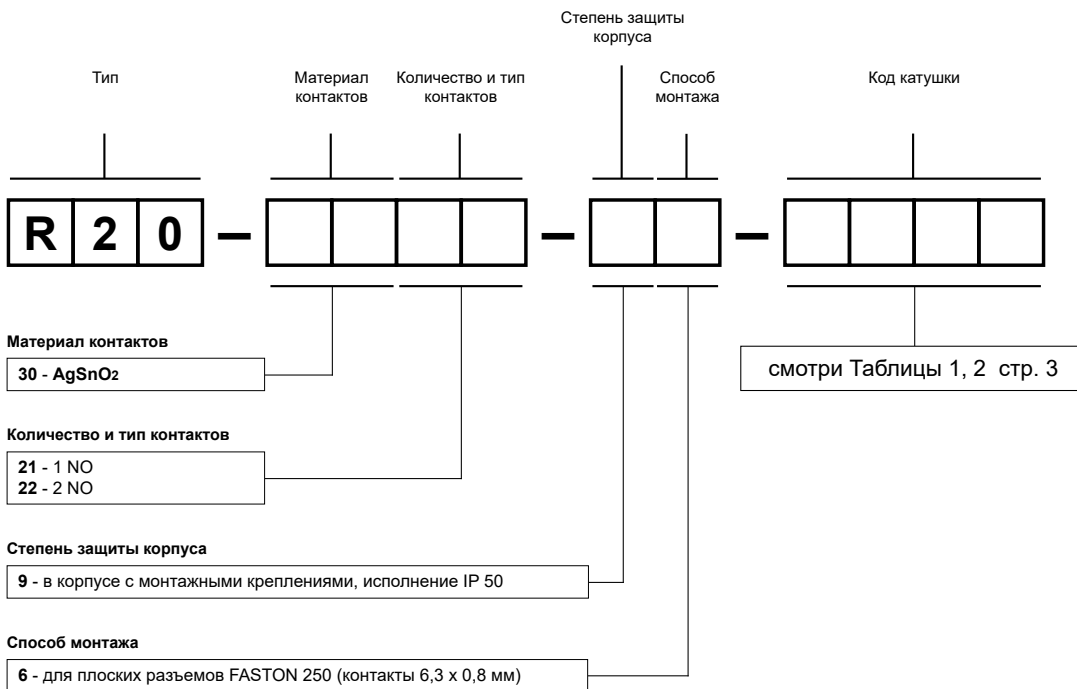 Степень защиты
корпуса
Тип
Материал
контактов
Количество и тип
контактов
Способ
монтажа
Код катушки
R20 – – –
Материал контактов
30 - AgSnO2
смотри Таблицы 1, 2 стр. 3
Количество и тип контактов
21 - 1 NO
22 - 2 NO
Степень защиты корпуса
9 - в корпусе с монтажными креплениями, исполнение IP 50
Способ монтажа
6 - для плоских разъемов FASTON 250 (контакты 6,3 x 0,8 мм)